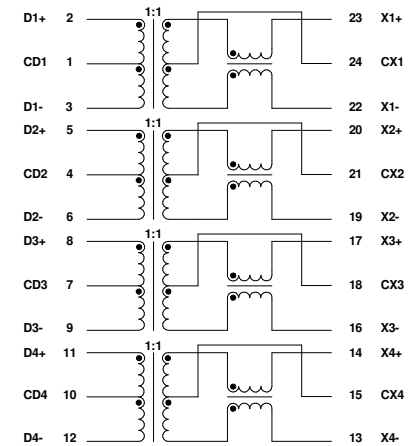 1:1
D1+ 2 23 X1+
CD1 1 24 CX1
D1- 3 22 X1-
1:1
D2+ 5 20 X2+
CD2 4 21 CX2
D2- 6 19 X2-
1:1
D3+ 8 17 X3+
CD3 7 18 CX3
D3- 9 16 X3-
1:1
D4+ 11 14 X4+
CD4 10 15 CX4
D4- 12 13 X4-